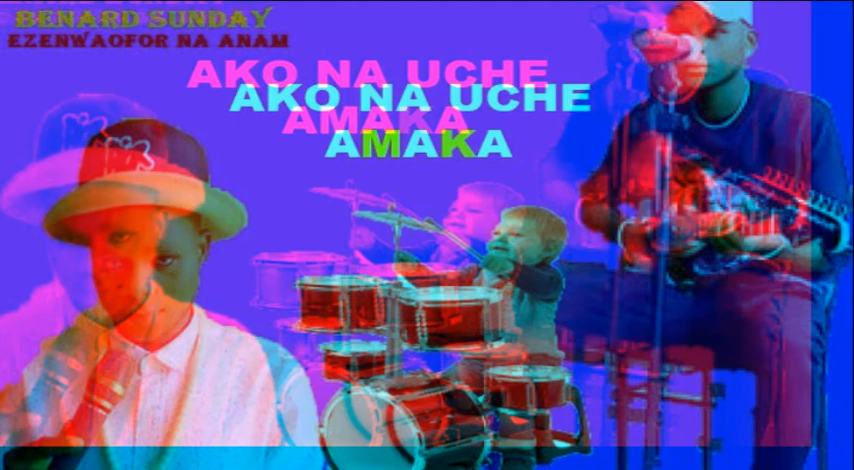 BENARD SUNDAY
EZENWAOFOR NA ANAM
AKO NA UCHE
AKO NA UCHE
AMAKA
AMAKA